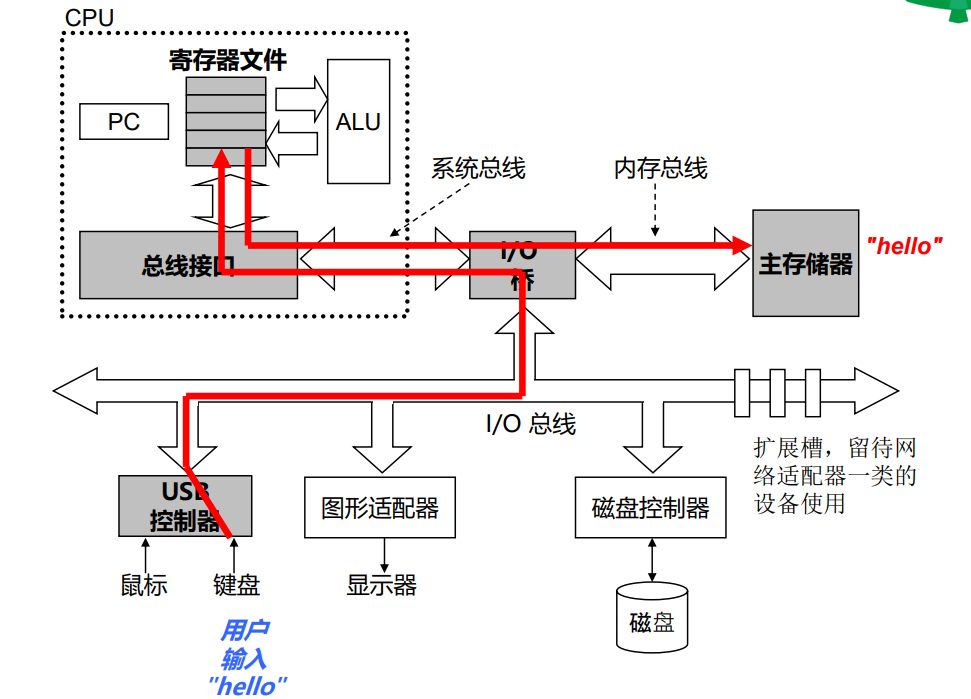 CPU
寄存器文件
PC
ALU
系统总线
内存总线
总线接口
I/O
桥
主存储器
"hello"
I/O 总线
扩展槽，留待网
络适配器一类的
设备使用
USB
控制器
图形适配器
磁盘控制器
鼠标
键盘
显示器
磁盘
用户
输入
"hello"